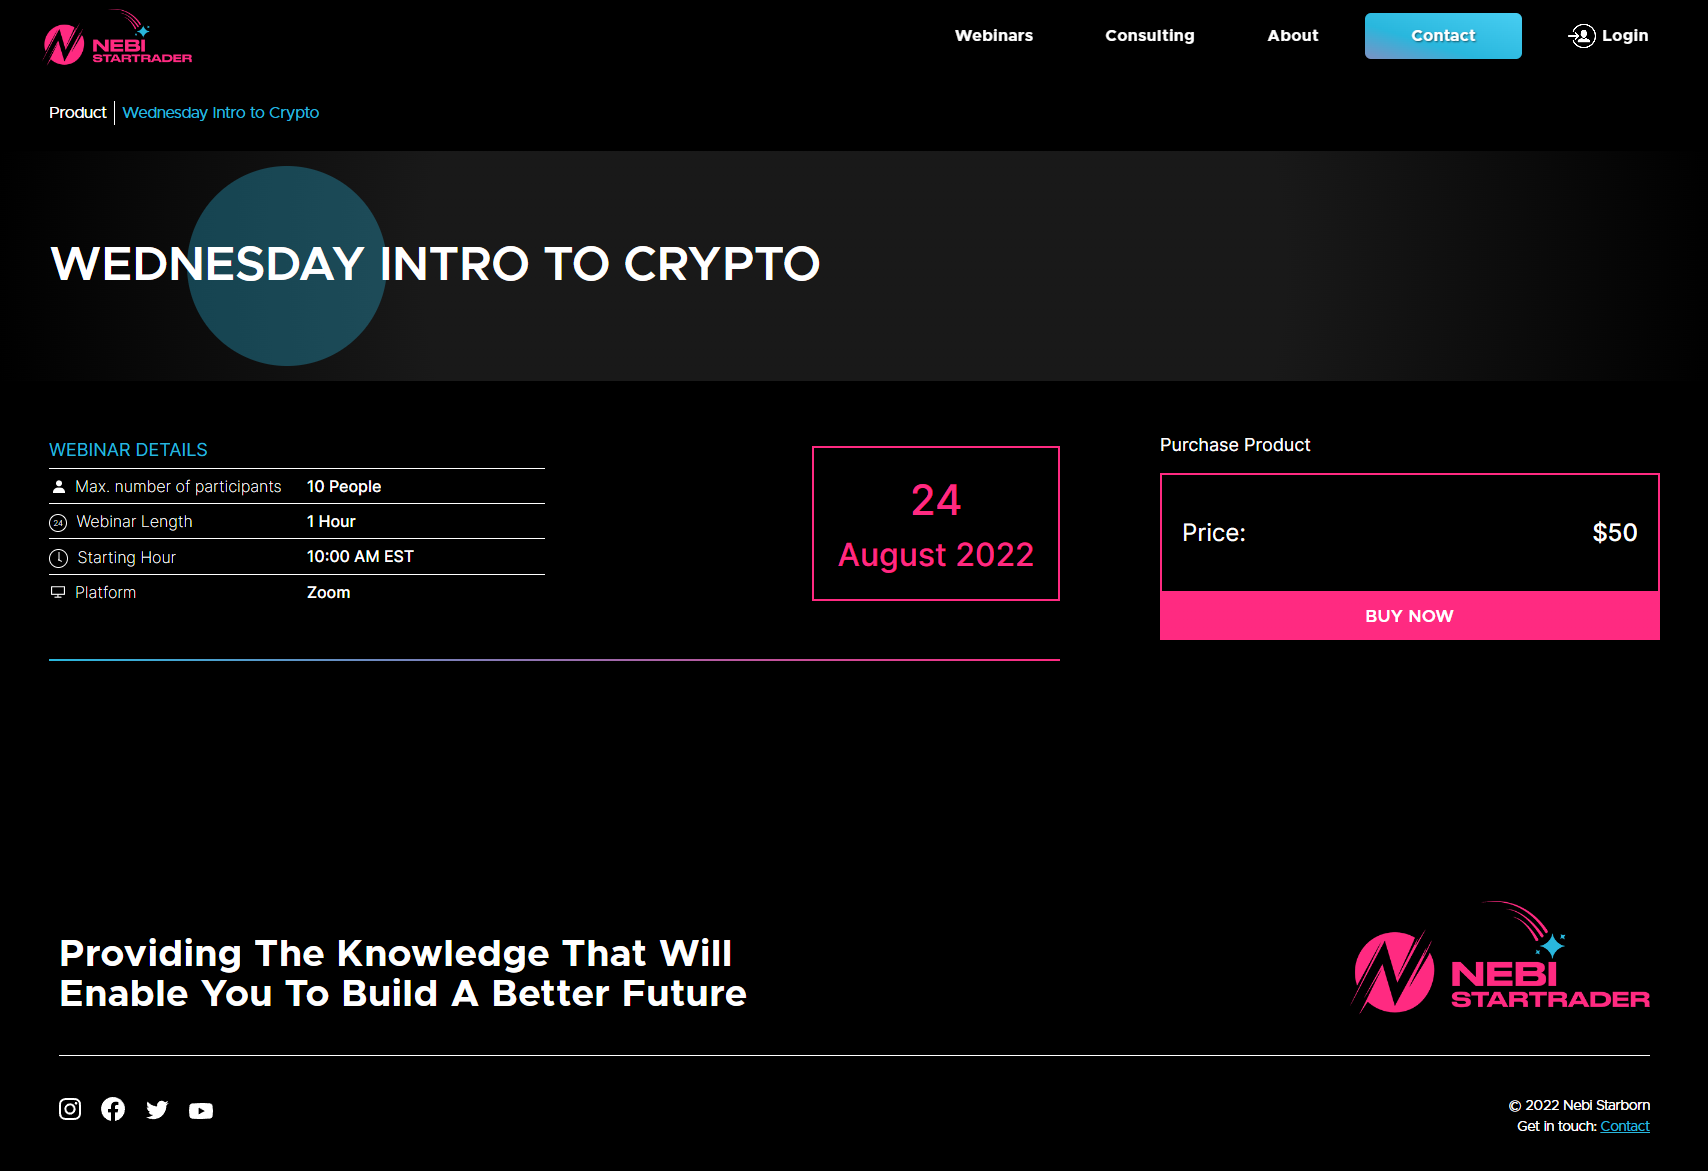 NEBI
STARTRADER
Webinars
Consulting
About
Contact
Login
Product
Wednesday Intro to Crypto
WEDNESDAY INTRO TO CRYPTO
WEBINAR DETAILS
Max. number of participants 10 People
24 Webinar Length 1 Hour
Starting Hour 10:00 AM EST
Platform Zoom
24
August 2022
Purchase Product
Price: $50
BUY NOW
Providing The Knowledge That Will
Enable You To Build A Better Future
NEBI
STARTRADER
© 2022 Nebi Starborn
Get in touch: Contact